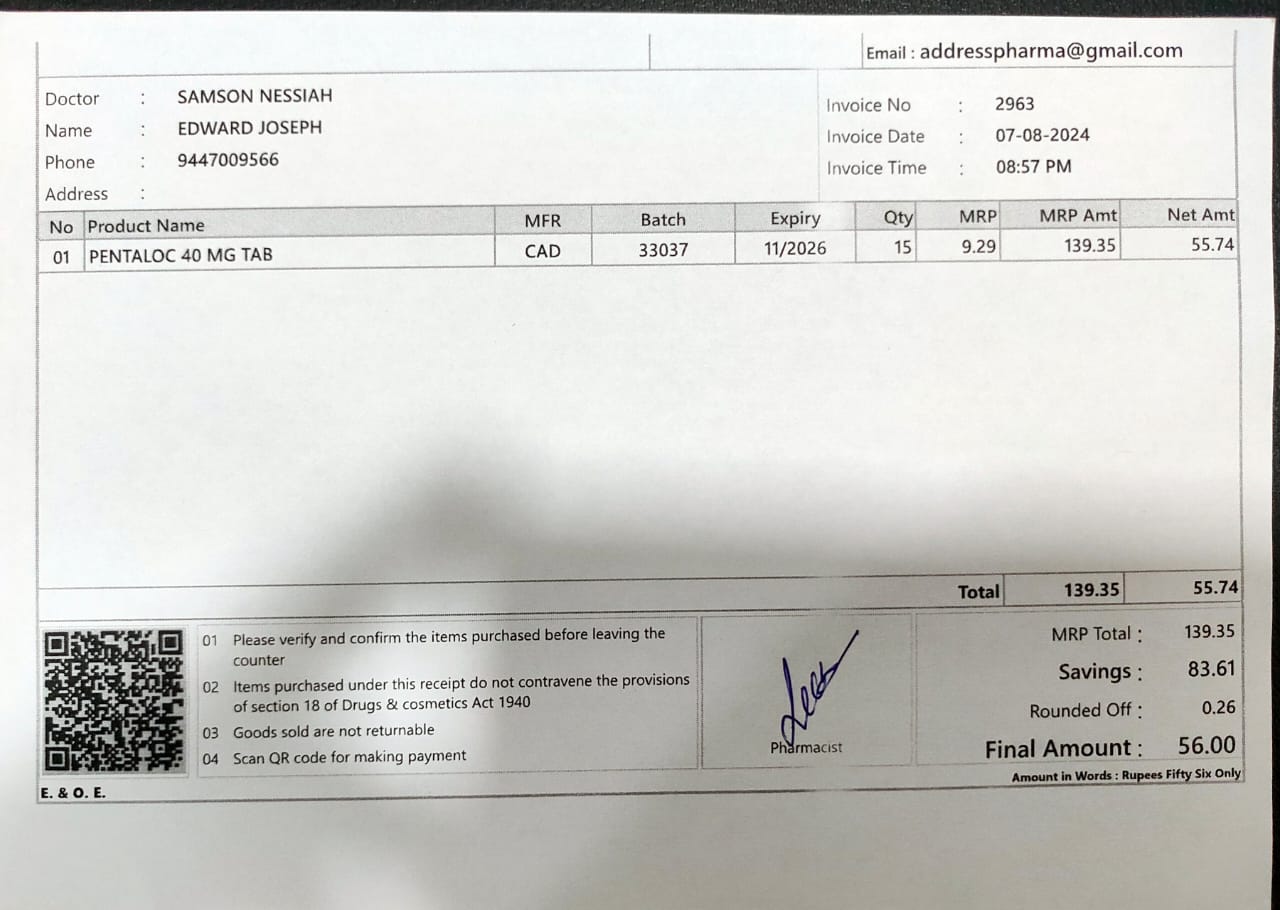 Email : addresspharma@gmail.com
Doctor : SAMSON NESSIAH
Name : EDWARD JOSEPH
Phone : 9447009566
Address :
Invoice No : 2963
Invoice Date : 07-08-2024
Invoice Time : 08:57 PM
No Product Name MFR Batch Expiry Qty MRP MRP Amt Net Amt
01 PENTALOC 40 MG TAB CAD 33037 11/2026 15 9.29 139.35 55.74
Total 139.35 55.74
01 Please verify and confirm the items purchased before leaving the
counter
02 Items purchased under this receipt do not contravene the provisions
of section 18 of Drugs & cosmetics Act 1940
03 Goods sold are not returnable
04 Scan QR code for making payment
Pharmacist
MRP Total : 139.35
Savings : 83.61
Rounded Off : 0.26
Final Amount : 56.00
Amount in Words : Rupees Fifty Six Only
E. & O. E.